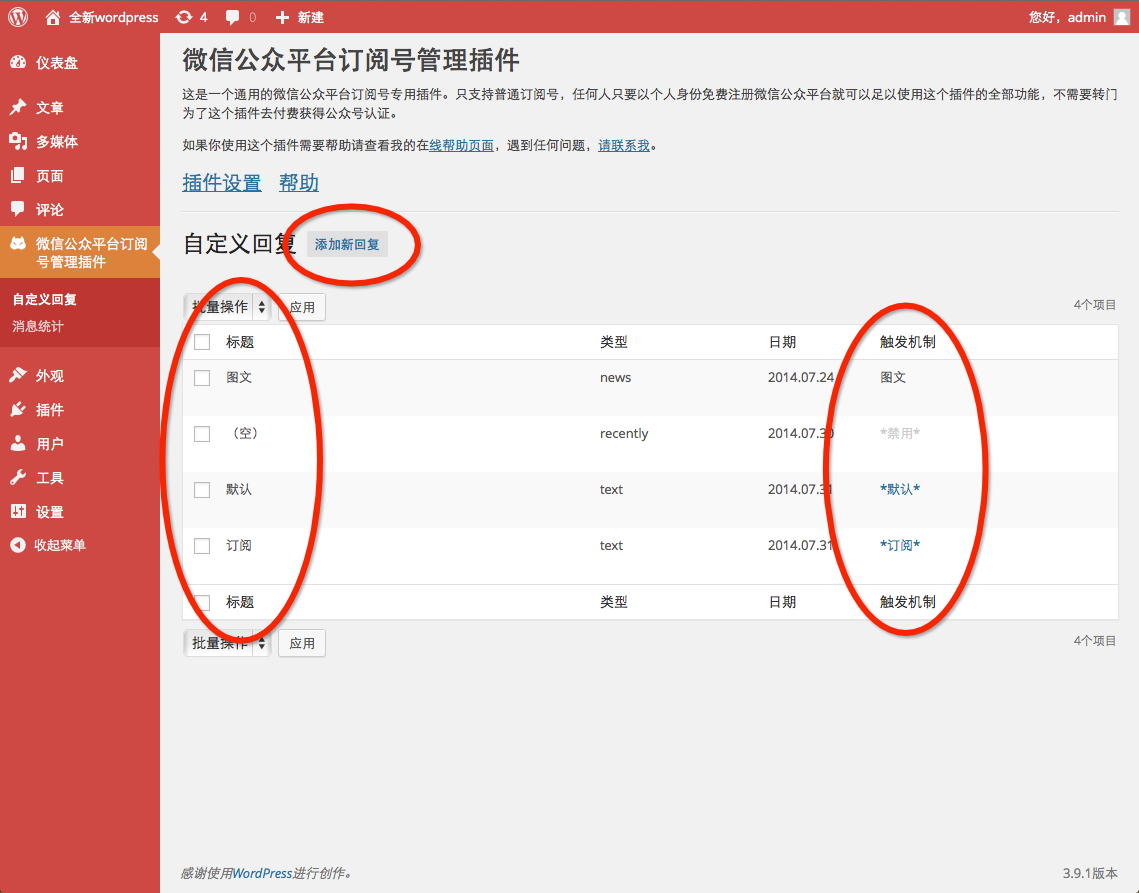 全新wordpress 4 0 新建 您好，admin
仪表盘
文章
多媒体
页面
评论
微信公众平台订阅
号管理插件
自定义回复
消息统计
外观
插件
用户
工具
设置
收起菜单
微信公众平台订阅号管理插件
这是一个通用的微信公众平台订阅号专用插件。只支持普通订阅号，任何人只要以个人身份免费注册微信公众平台就可以足以使用这个插件的全部功能，不需要转门
为了这个插件去付费获得公众号认证。
如果你使用这个插件需要帮助请查看我的在线帮助页面，遇到任何问题，请联系我。
插件设置 帮助
自定义回复 添加新回复
批量操作 应用 4个项目
标题 类型 日期 触发机制
图文 news 2014.07.24 图文
（空） recently 2014.07.30 *禁用*
默认 text 2014.07.31 *默认*
订阅 text 2014.07.31 *订阅*
标题 类型 日期 触发机制
批量操作 应用 4个项目
感谢使用WordPress进行创作。 3.9.1版本